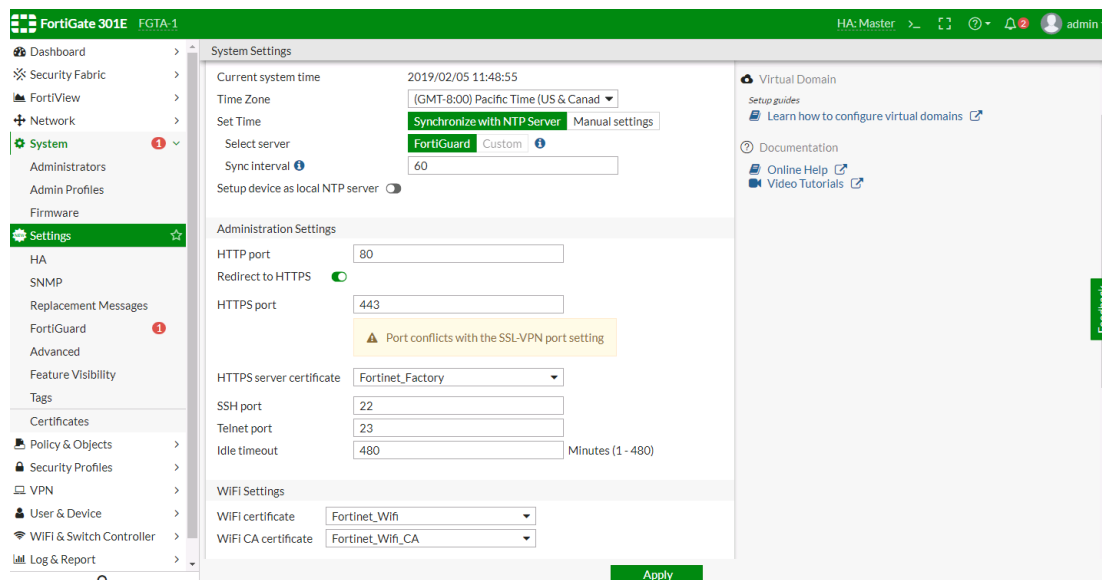 FortiGate 301E FGTA-1
HA: Master >_ 2 admin
Dashboard
Security Fabric
FortiView
Network
System 1
Administrators
Admin Profiles
Firmware
Settings
HA
SNMP
Replacement Messages
FortiGuard 1
Advanced
Feature Visibility
Tags
Certificates
Policy & Objects
Security Profiles
VPN
User & Device
WiFi & Switch Controller
Log & Report
System Settings
Current system time 2019/02/05 11:48:55
Time Zone (GMT-8:00) Pacific Time (US & Canad
Set Time Synchronize with NTP Server Manual settings
Select server FortiGuard Custom
Sync interval 60
Setup device as local NTP server
Administration Settings
HTTP port 80
Redirect to HTTPS
HTTPS port 443
Port conflicts with the SSL-VPN port setting
HTTPS server certificate Fortinet_Factory
SSH port 22
Telnet port 23
Idle timeout 480 Minutes (1 - 480)
WiFi Settings
WiFi certificate Fortinet_Wifi
WiFi CA certificate Fortinet_Wifi_CA
Apply
Virtual Domain
Setup guides
Learn how to configure virtual domains
Documentation
Online Help
Video Tutorials